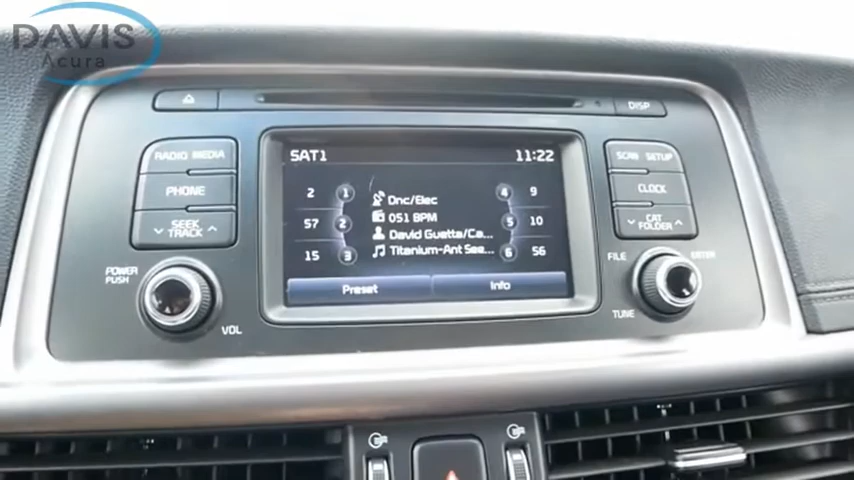 DAVIS
Acura
DISP
RADIO MEDIA
PHONE
SEEK
TRACK
POWER
PUSH
VOL
SAT1 11:22
2 1 Dnc/Elec 4 9
57 2 051 BPM 5 10
David Guetta/Ca...
15 3 Titanium-Ant See... 6 56
Preset Info
SCAN SETUP
CLOCK
CAT
FOLDER
FILE ENTER
TUNE